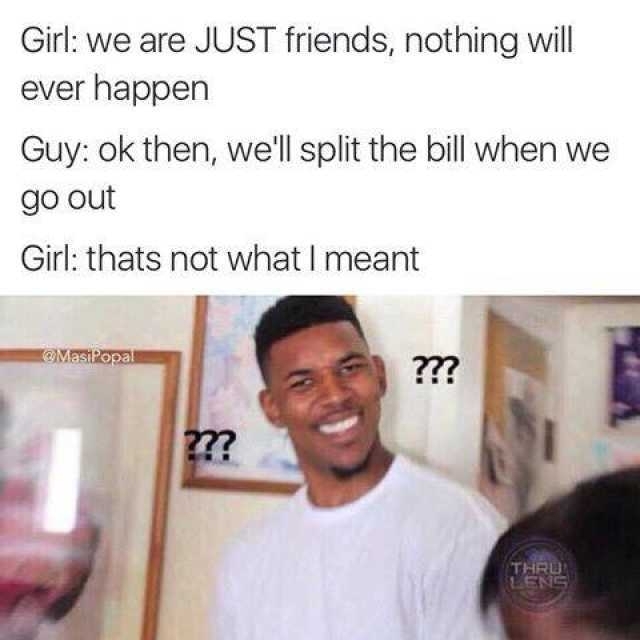 Girl: we are JUST friends, nothing will
ever happen
Guy: ok then, we'll split the bill when we
go out
Girl: thats not what I meant
@MasiPopal
???
???
THRU
LENS